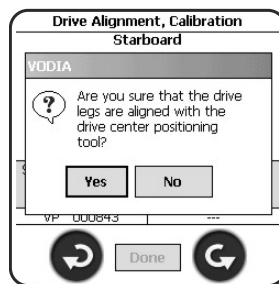 Drive Alignment, Calibration
Starboard
VODIA
Are you sure that the drive
legs are aligned with the
drive center positioning
tool?
Yes No
VP 000843 ---
Done